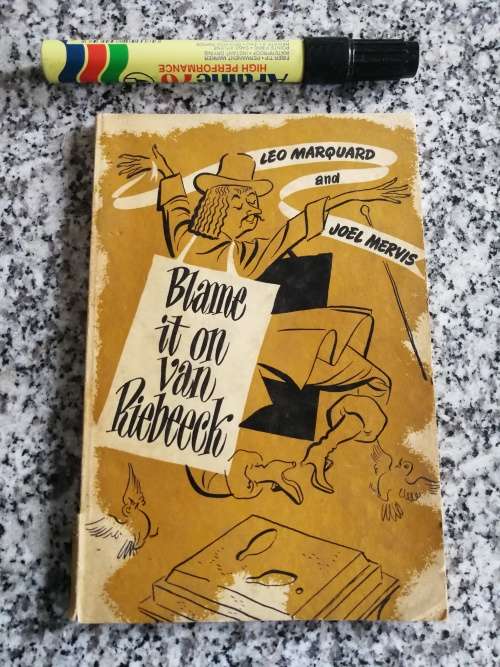 HIGH PERFORMANCE
LEO MARQUARD
and
JOEL MERVIS
Blame
it on
van
Riebeeck